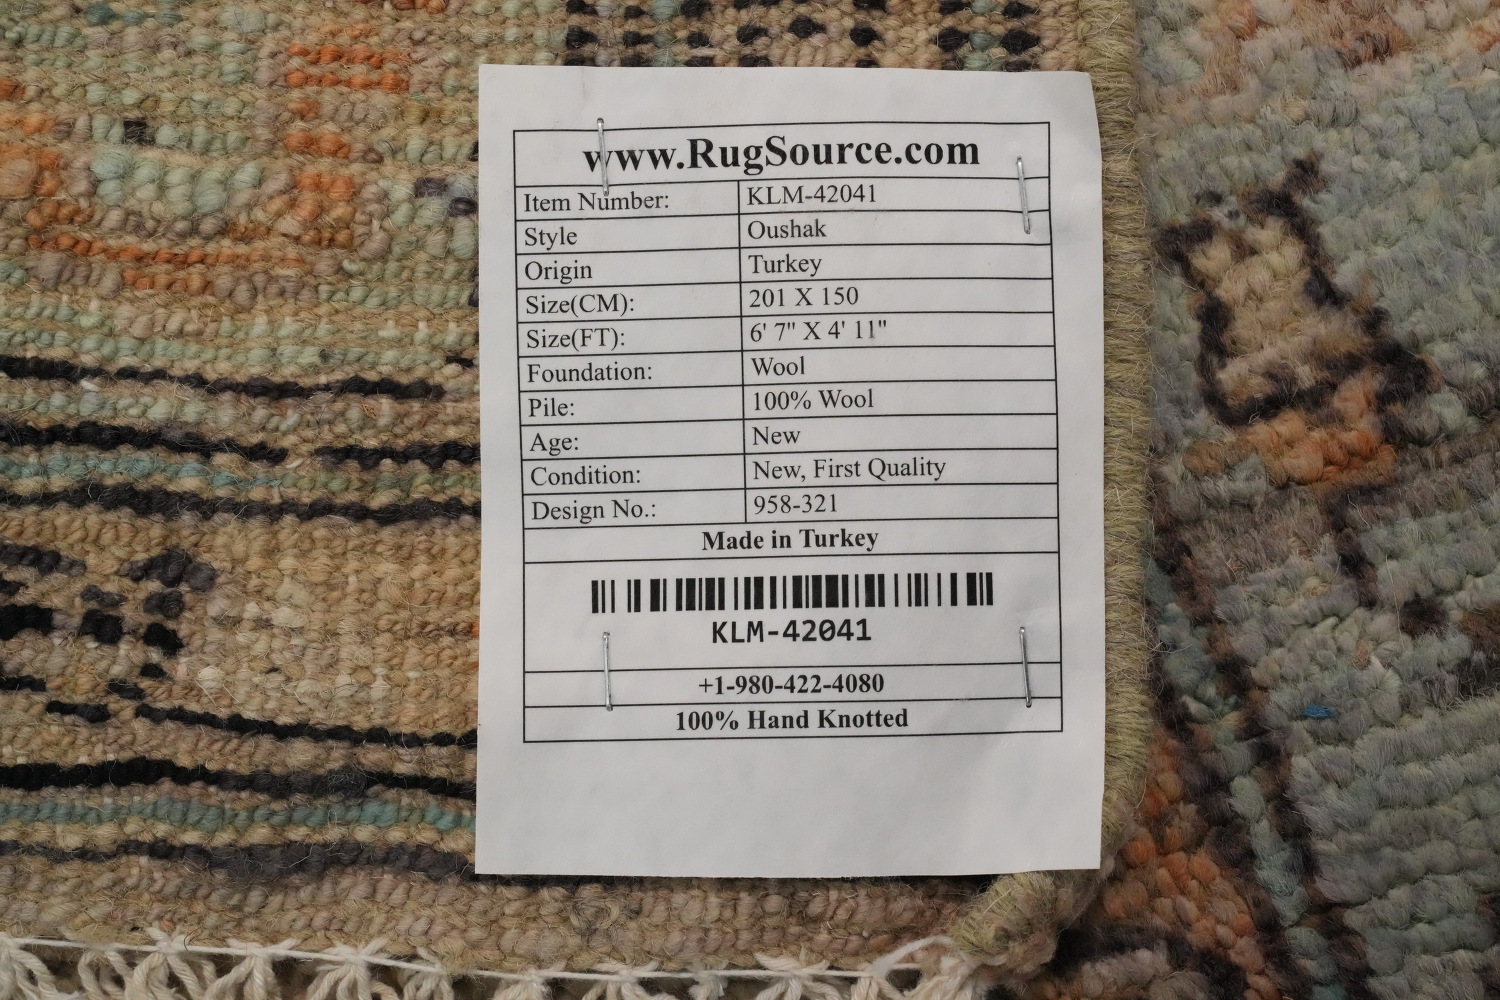 www.RugSource.com
Item Number: KLM-42041
Style Oushak
Origin Turkey
Size(CM): 201 X 150
Size(FT): 6' 7" X 4' 11"
Foundation: Wool
Pile: 100% Wool
Age: New
Condition: New, First Quality
Design No.: 958-321
Made in Turkey
KLM-42041
+1-980-422-4080
100% Hand Knotted